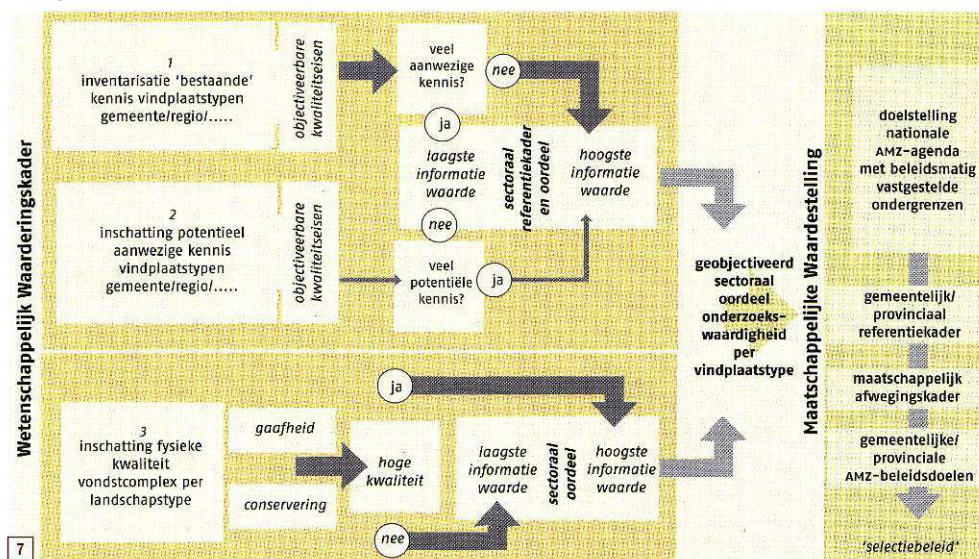 Wetenschappelijk Waarderingskader
1
inventarisatie 'bestaande'
kennis vindplaatstypen
gemeente/regio/.....
objectiveerbare
kwaliteitseisen
veel
aanwezige
kennis?
nee
ja
laagste
informatie
waarde
sectoraal
referentiekader
en oordeel
hoogste
informatie
waarde
2
inschatting potentieel
aanwezige kennis
vindplaatstypen
gemeente/regio/.....
objectiveerbare
kwaliteitseisen
nee
veel
potentiële
kennis?
ja
3
inschatting fysieke
kwaliteit
vondstcomplex per
landschapstype
gaafheid
conservering
hoge
kwaliteit
ja
nee
laagste
informatie
waarde
sectoraal
oordeel
hoogste
informatie
waarde
geobjectiveerd
sectoraal
oordeel
onderzoeks-
waardigheid
per
vindplaatstype
Maatschappelijke Waardestelling
doelstelling
nationale
AMZ-agenda
met beleidsmatig
vastgestelde
ondergrenzen
gemeentelijk/
provinciaal
referentiekader
maatschappelijk
afwegingskader
gemeentelijke/
provinciale
AMZ-beleidsdoelen
'selectiebeleid'
7